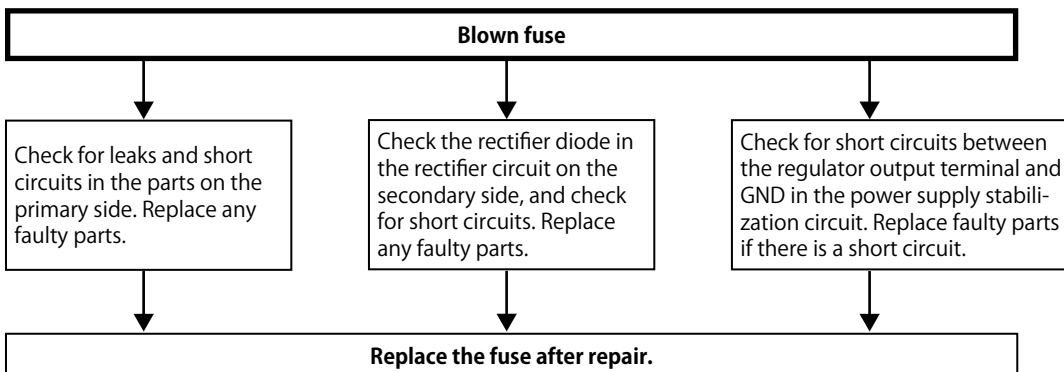 Blown fuse
Check for leaks and short
circuits in the parts on the
primary side. Replace any
faulty parts.
Check the rectifier diode in
the rectifier circuit on the
secondary side, and check
for short circuits. Replace
any faulty parts.
Check for short circuits between
the regulator output terminal and
GND in the power supply stabili-
zation circuit. Replace faulty parts
if there is a short circuit.
Replace the fuse after repair.